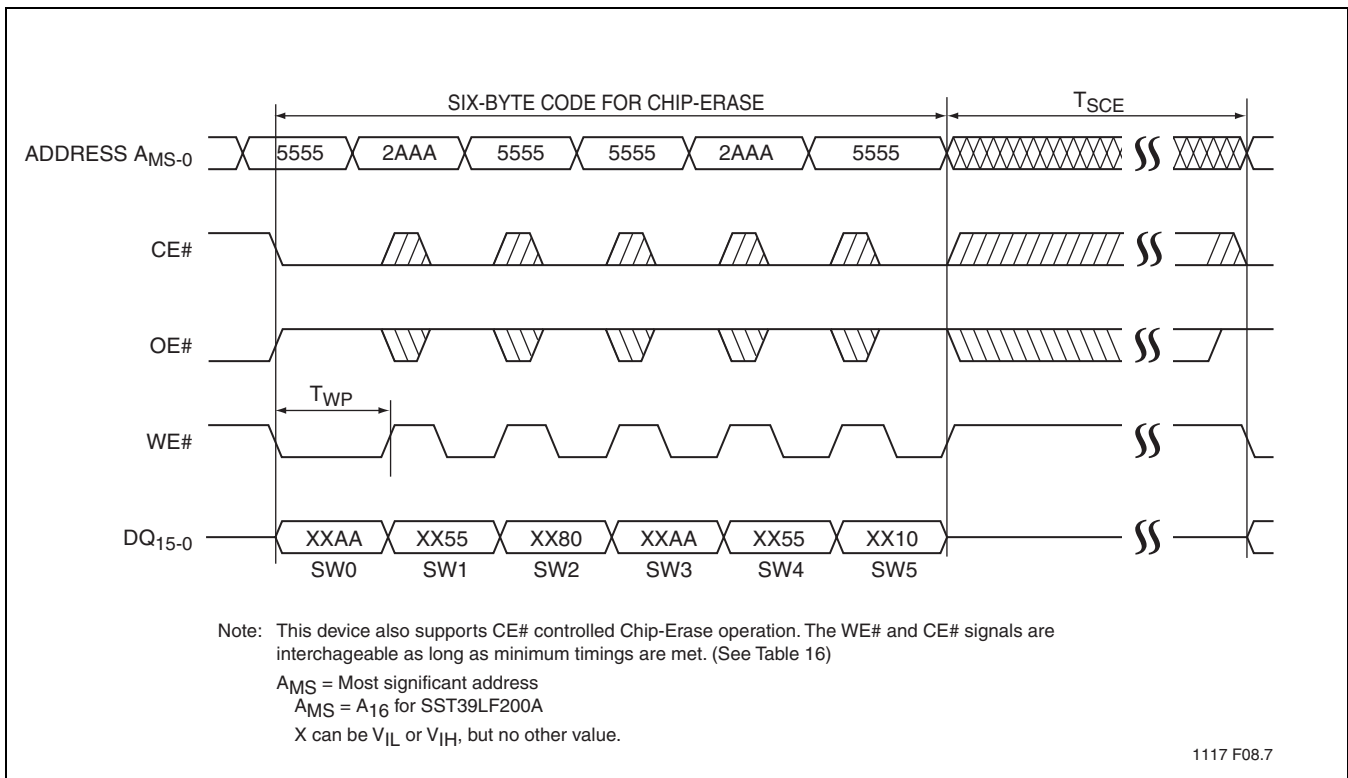 SIX-BYTE CODE FOR CHIP-ERASE
TSCE
ADDRESS AMS-0
5555 2AAA 5555 5555 2AAA 5555
CE#
OE#
TWP
WE#
DQ15-0
XXAA XX55 XX80 XXAA XX55 XX10
SW0 SW1 SW2 SW3 SW4 SW5
Note: This device also supports CE# controlled Chip-Erase operation. The WE# and CE# signals are
interchageable as long as minimum timings are met. (See Table 16)
AMS = Most significant address
AMS = A16 for SST39LF200A
X can be VIL or VIH, but no other value.
1117 F08.7